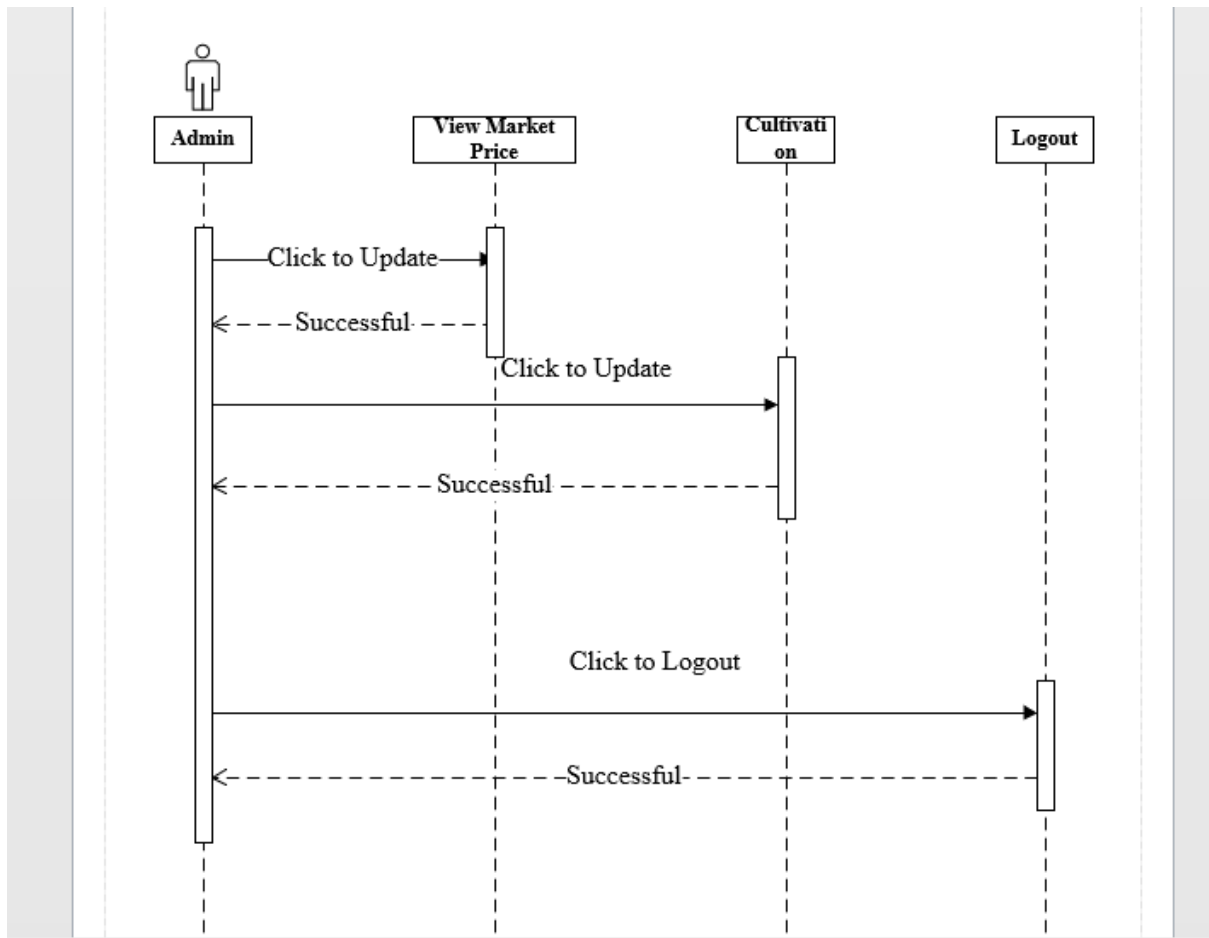 Admin
View Market
Price
Cultivati
on
Logout
Click to Update
Successful
Click to Update
Successful
Click to Logout
Successful